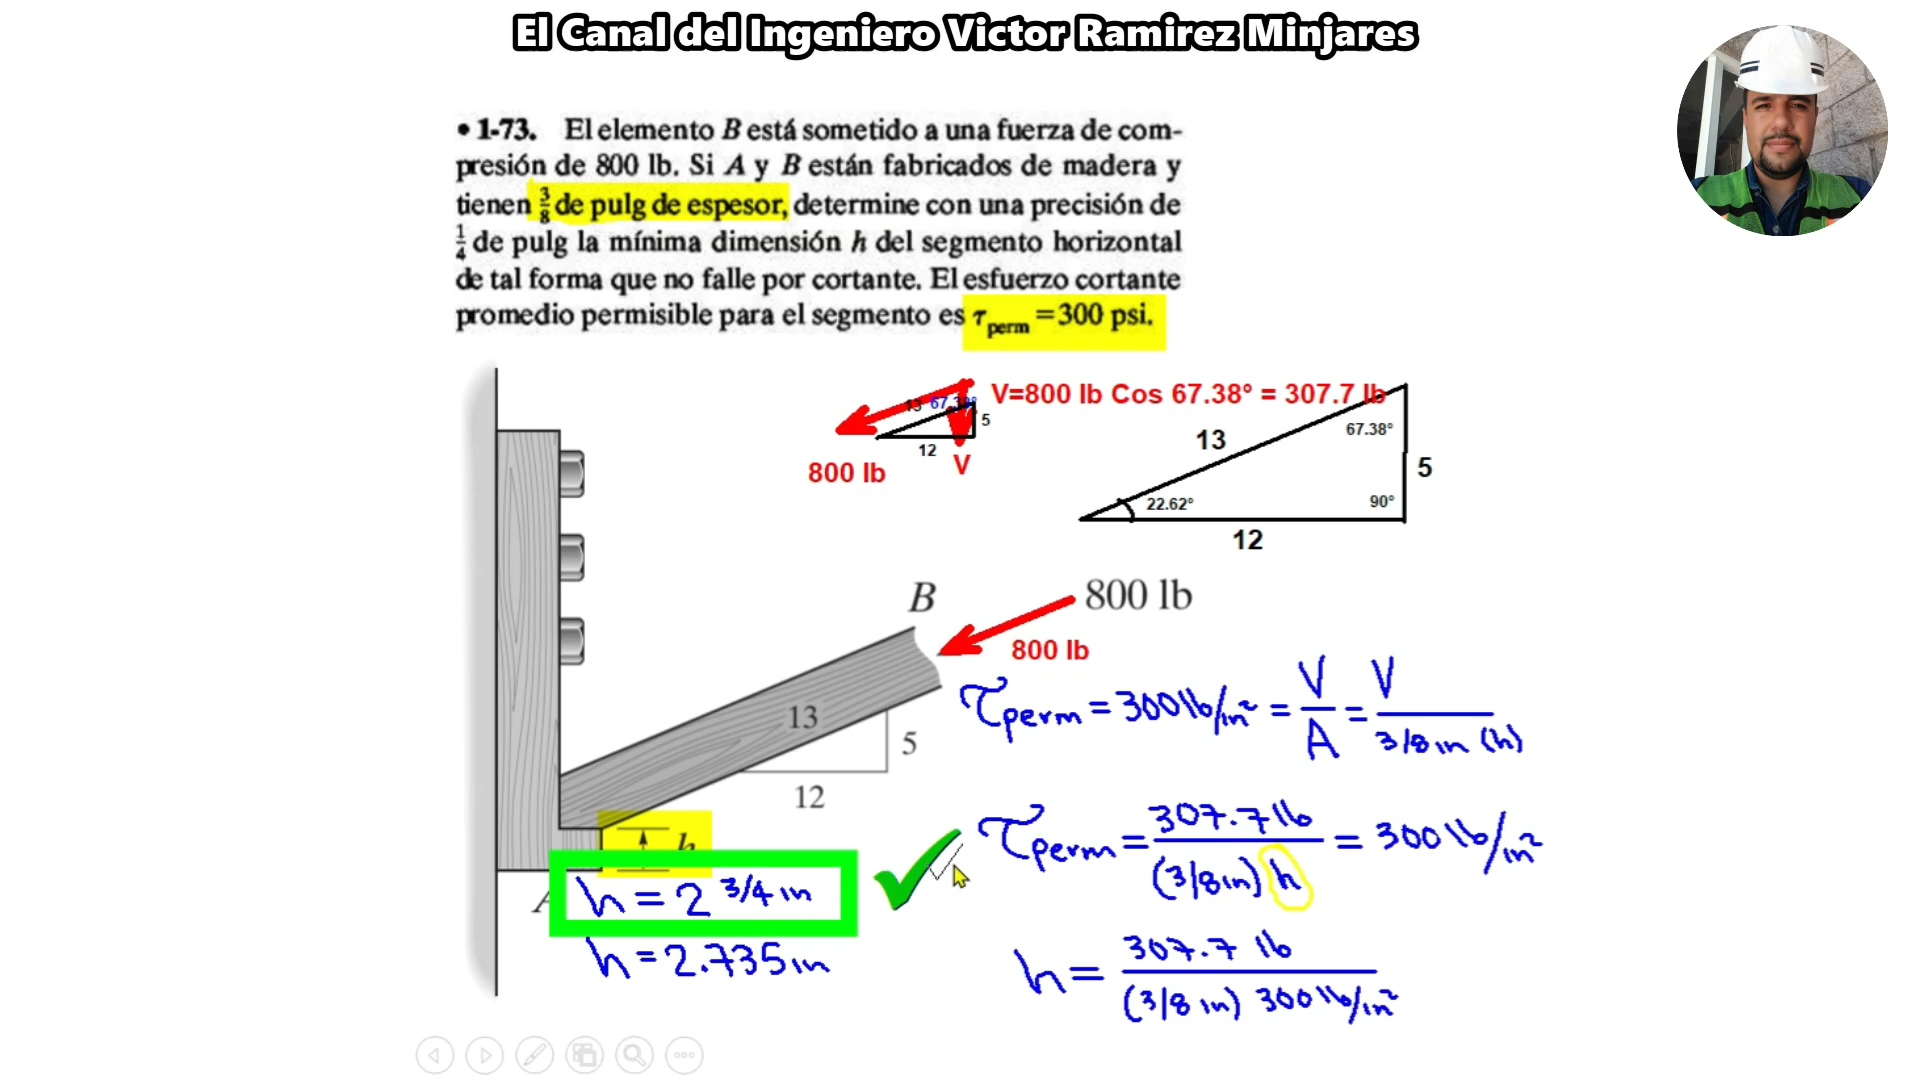 El Canal del Ingeniero Victor Ramirez Minjares
• 1-73. El elemento B está sometido a una fuerza de com-
presión de 800 lb. Si A y B están fabricados de madera y
tienen 3/8 de pulg de espesor, determine con una precisión de
1/4 de pulg la mínima dimensión h del segmento horizontal
de tal forma que no falle por cortante. El esfuerzo cortante
promedio permisible para el segmento es τperm = 300 psi.
V=800 lb Cos 67.38° = 307.7 lb
13 67.38°
5
12
800 lb
V
67.38°
13
5
22.62°
90°
12
B
800 lb
800 lb
13
5
12
τperm = 300 lb/in² = V/A = V/(3/8 in (h))
τperm = 307.7 lb/((3/8 in) h) = 300 lb/in²
h
A
h = 2 3/4 in
h = 2.735 in
h = 307.7 lb/((3/8 in) 300 lb/in²)